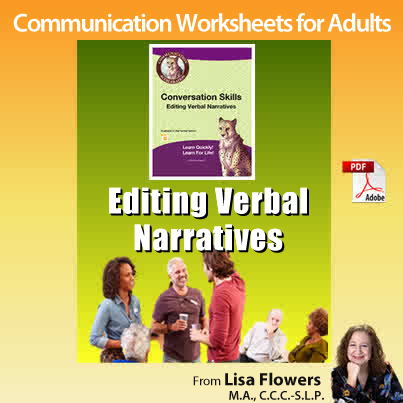 Communication Worksheets for Adults
Conversation Skills
Editing Verbal Narratives
Learn Quickly!
Learn For Life!
PDF
Adobe
Editing Verbal
Narratives
From Lisa Flowers
M.A., C.C.C.-S.L.P.